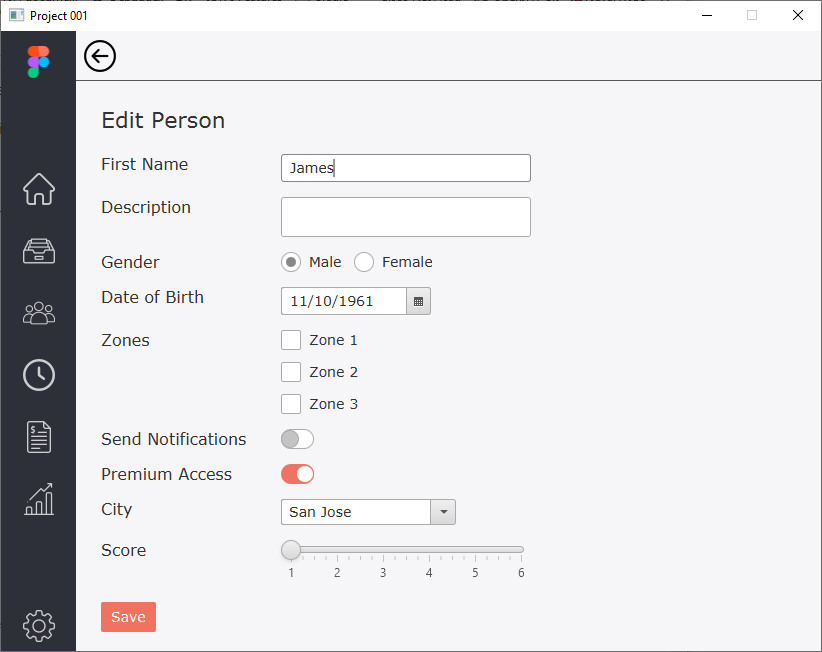 Project 001
Edit Person
First Name James
Description
Gender Male Female
Date of Birth 11/10/1961
Zones Zone 1
Zone 2
Zone 3
Send Notifications
Premium Access
City San Jose
Score
1 2 3 4 5 6
Save